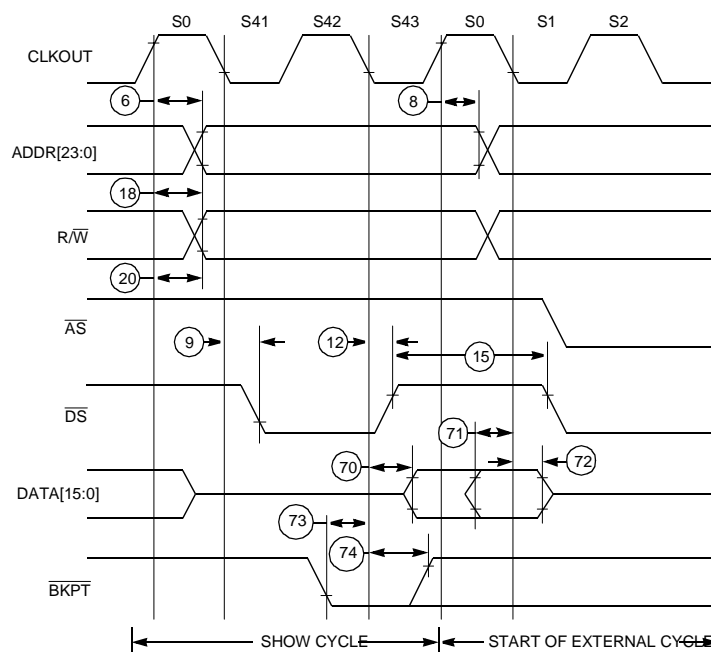 S0 S41 S42 S43 S0 S1 S2
CLKOUT
6 8
ADDR[23:0]
18
R/W
20
AS
9 12 15
DS
71
70 72
DATA[15:0]
73
74
BKPT
SHOW CYCLE START OF EXTERNAL CYCLE